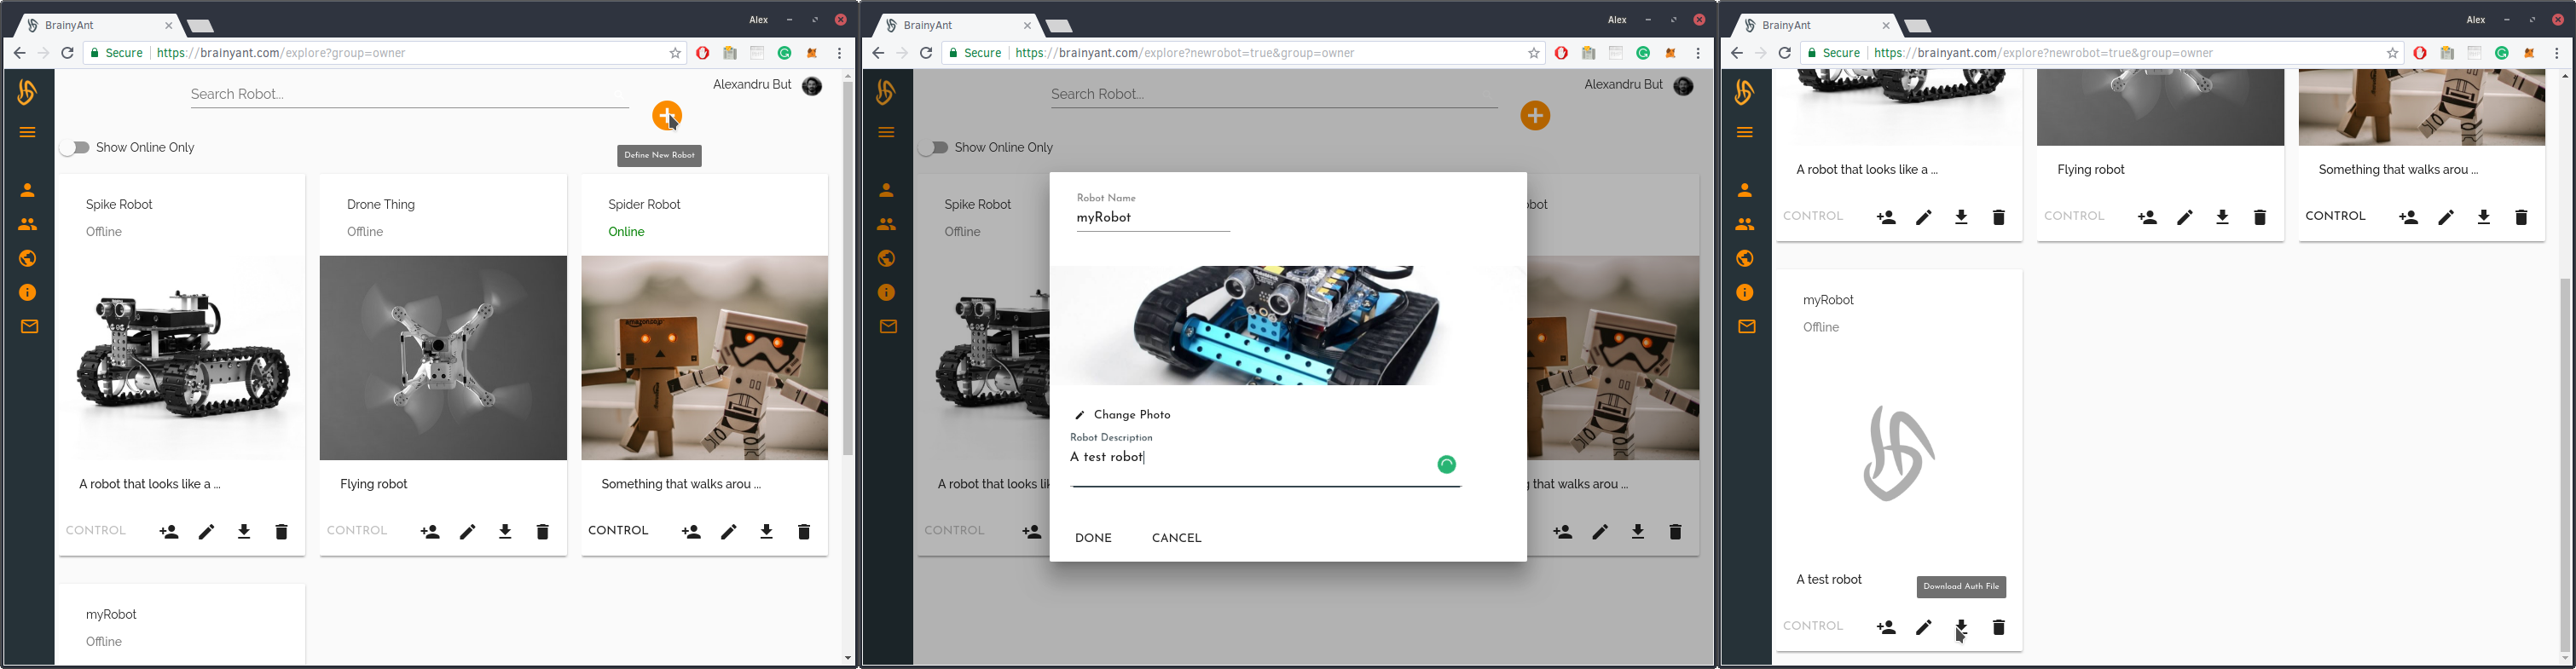 BrainyAnt
Alex
Secure
https://brainyant.com/explore?group=owner
Search Robot...
Alexandru But
Define New Robot
Show Online Only
Spike Robot
Offline
Drone Thing
Offline
Spider Robot
Online
A robot that looks like a ...
Flying robot
Something that walks arou ...
CONTROL
CONTROL
CONTROL
myRobot
Offline
BrainyAnt
Alex
Secure
https://brainyant.com/explore?newrobot=true&group=owner
Search Robot...
Alexandru But
Show Online Only
Spike Robot
Offline
obot
Robot Name
myRobot
Change Photo
Robot Description
A test robot
DONE
CANCEL
A robot that looks lik
g that walks arou ...
CONTROL
BrainyAnt
Alex
Secure
https://brainyant.com/explore?newrobot=true&group=owner
A robot that looks like a ...
Flying robot
Something that walks arou ...
CONTROL
CONTROL
CONTROL
myRobot
Offline
A test robot
Download Auth File
CONTROL